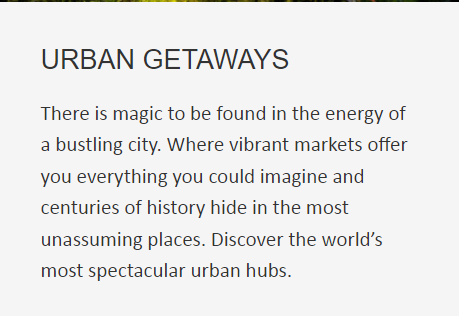 URBAN GETAWAYS
There is magic to be found in the energy of
a bustling city. Where vibrant markets offer
you everything you could imagine and
centuries of history hide in the most
unassuming places. Discover the world’s
most spectacular urban hubs.